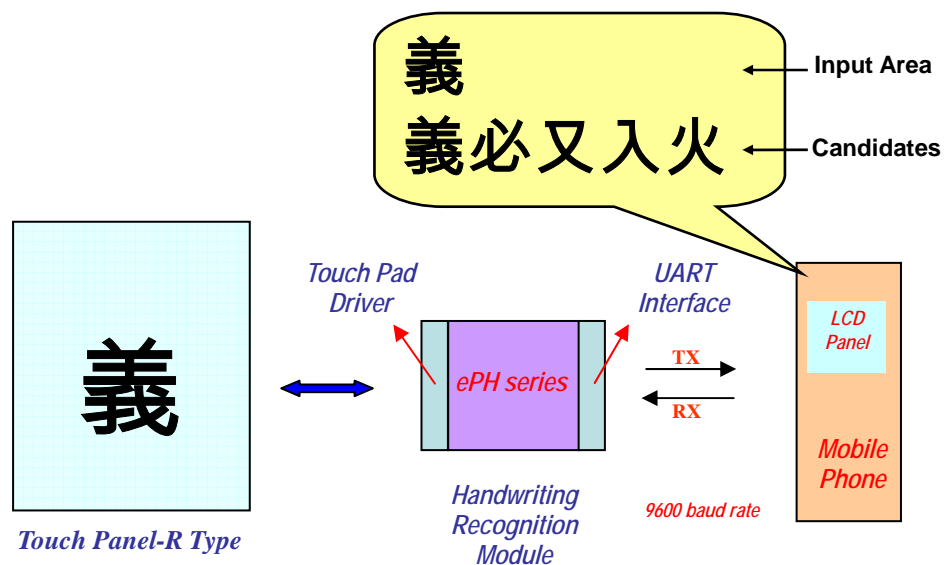 義
Input Area
義必又入火
Candidates
義
Touch Panel-R Type
Touch Pad
Driver
ePH series
Handwriting
Recognition
Module
UART
Interface
TX
RX
9600 baud rate
LCD
Panel
Mobile
Phone